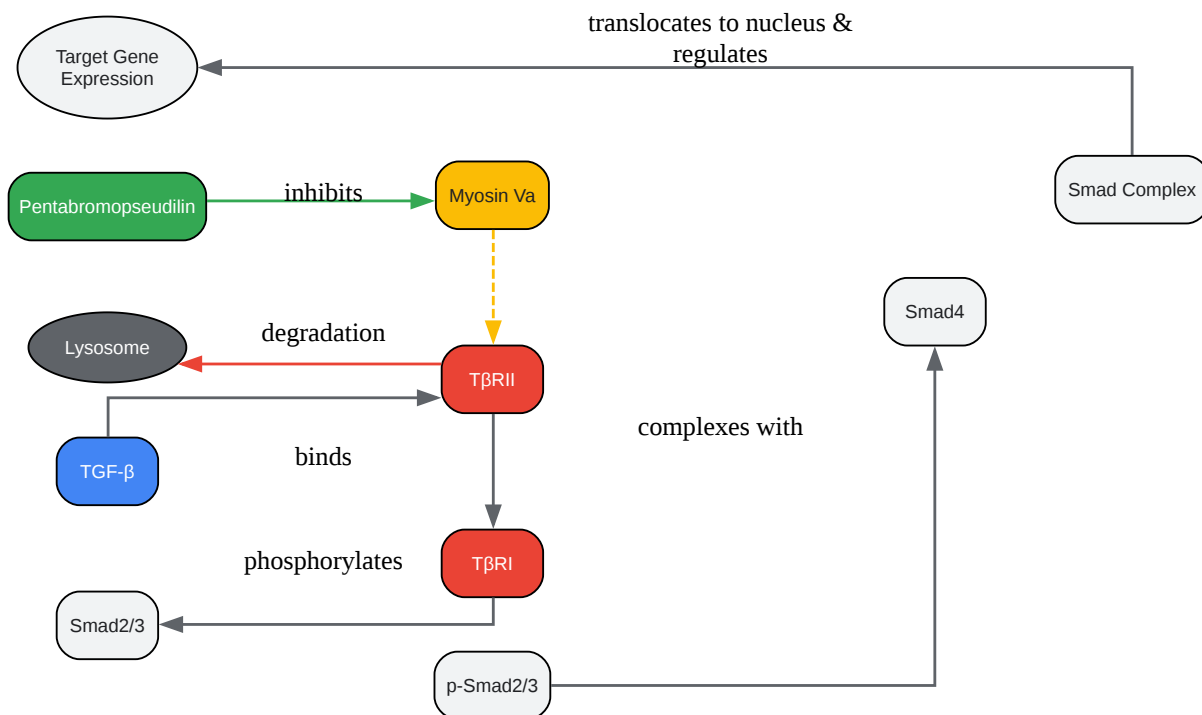 translocates to nucleus &
regulates
Target Gene
Expression
Smad Complex
Pentabromopseudilin
inhibits
Myosin Va
Smad4
degradation
Lysosome
TβRII
complexes with
binds
TGF-β
phosphorylates
TβRI
Smad2/3
p-Smad2/3